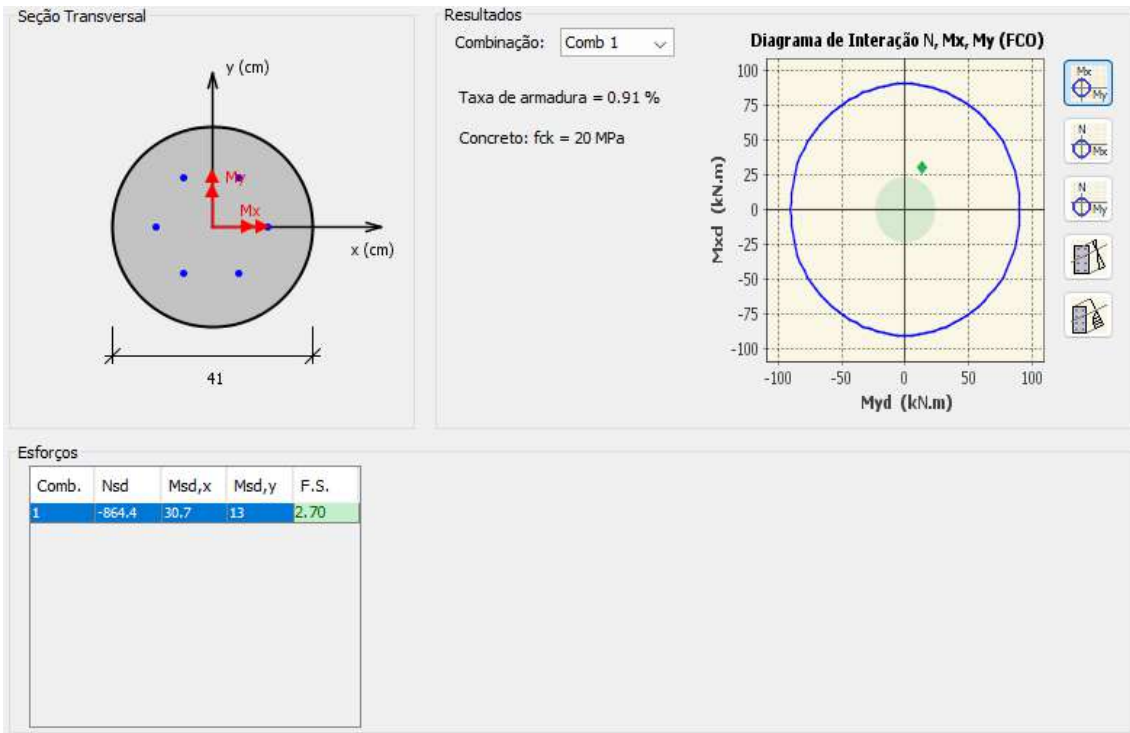 Seção Transversal
y (cm)
My
Mx
x (cm)
41
Resultados
Combinação: Comb 1
Taxa de armadura = 0.91 %
Concreto: fck = 20 MPa
Diagrama de Interação N, Mx, My (FCO)
100
75
50
25
0
-25
-50
-75
-100
Mxd (kN.m)
-100 -50 0 50 100
Myd (kN.m)
Mx
My
N
Mx
N
My
Esforços
Comb. Nsd Msd,x Msd,y F.S.
1 -864.4 30.7 13 2.70